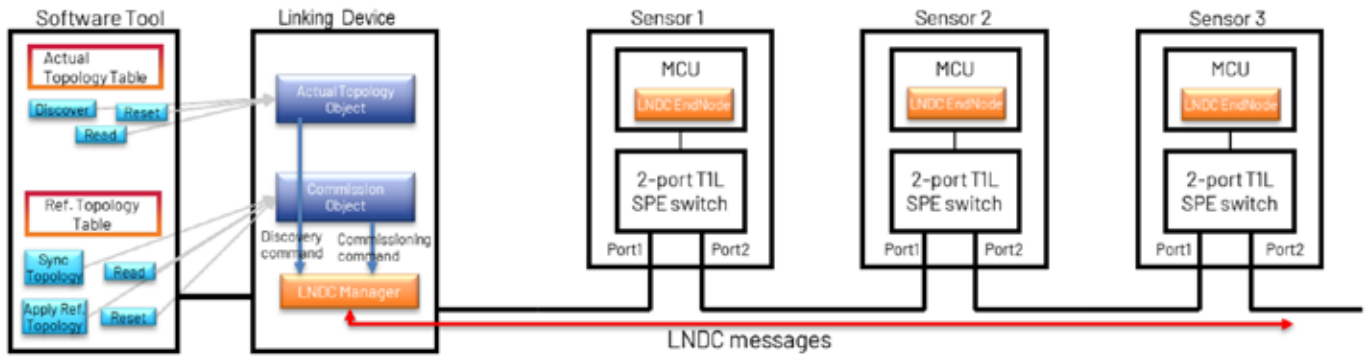 Software Tool
Actual
Topology Table
Discover
Reset
Read
Ref. Topology
Table
Sync
Topology
Read
Apply Ref.
Topology
Reset
Linking Device
Actual Topology
Object
Commission
Object
Discovery
command
Commissioning
command
LNDC Manager
Sensor 1
MCU
LNDC EndNode
2-port T1L
SPE switch
Port1
Port2
Sensor 2
MCU
LNDC EndNode
2-port T1L
SPE switch
Port1
Port2
Sensor 3
MCU
LNDC EndNode
2-port T1L
SPE switch
Port1
Port2
LNDC messages